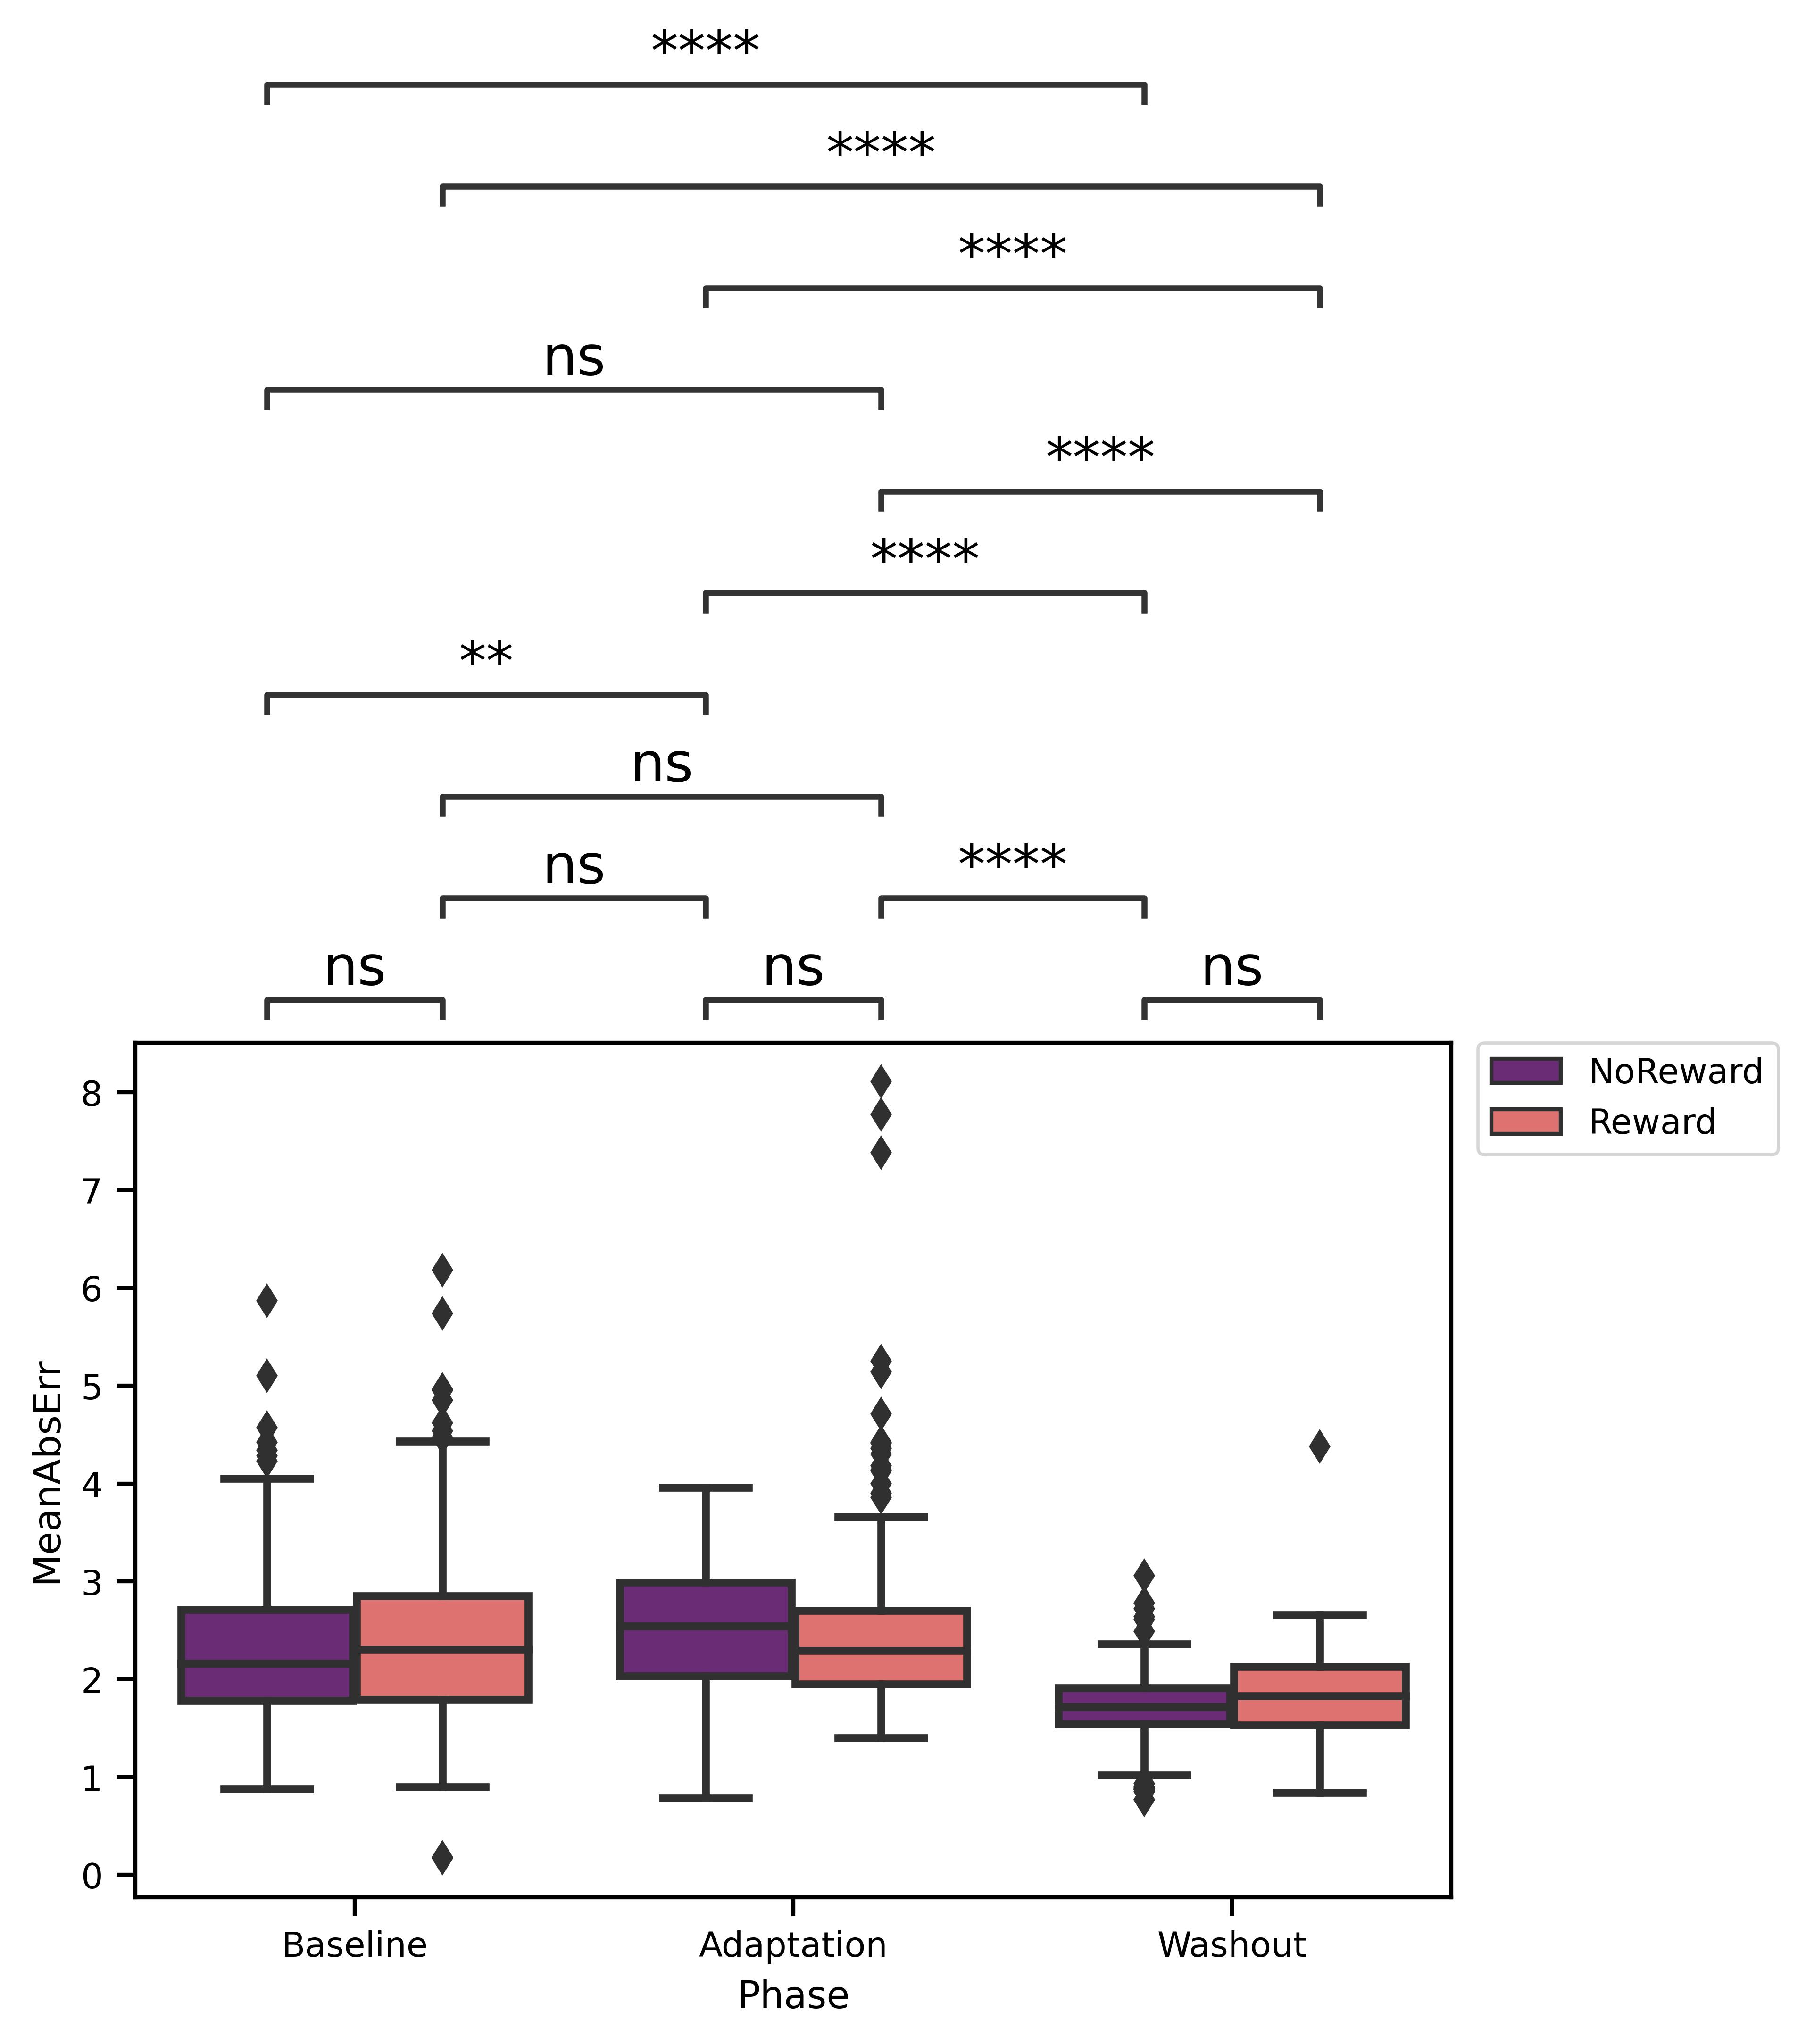 ****
****
****
ns
****
****
**
ns
ns ****
ns ns ns
NoReward
Reward
8
7
6
5
4
3
2
1
0
MeanAbsErr
Baseline Adaptation Washout
Phase